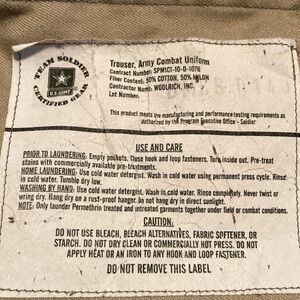 TEAM SOLDIER
U.S. ARMY
CERTIFIED GEAR
Trouser, Army Combat Uniform
Contract Number: SPM1C1-10-D-1076
Fiber Content: 50% COTTON, 50% NYLON
Contractor Name: WOOLRICH, INC.
Lot Number:
This product meets the manufacturing and performance testing requirements as
authorized by the Program Executive Office - Soldier
USE AND CARE
PRIOR TO LAUNDERING: Empty pockets. Close hook and loop fasteners. Turn inside out. Pre-treat
stains with commercially available pre-treatments.
HOME LAUNDERING: Use cold water detergent. Wash in cold water using permanent press cycle. Rinse
in cold water. Tumble dry low.
WASHING BY HAND: Use cold water detergent. Wash in cold water. Rinse completely. Never twist or
wring dry. Hang dry on a rust-proof hanger. do not hang dry in direct sunlight.
NOTE: Only launder Permethrin treated and untreated garments together under field or combat conditions.
CAUTION:
DO NOT USE BLEACH, BLEACH ALTERNATIVES, FABRIC SOFTENER, OR
STARCH. DO NOT DRY CLEAN OR COMMERCIALLY HOT PRESS. DO NOT
APPLY HEAT OR AN IRON TO ANY HOOK AND LOOP FASTENER.
DO NOT REMOVE THIS LABEL